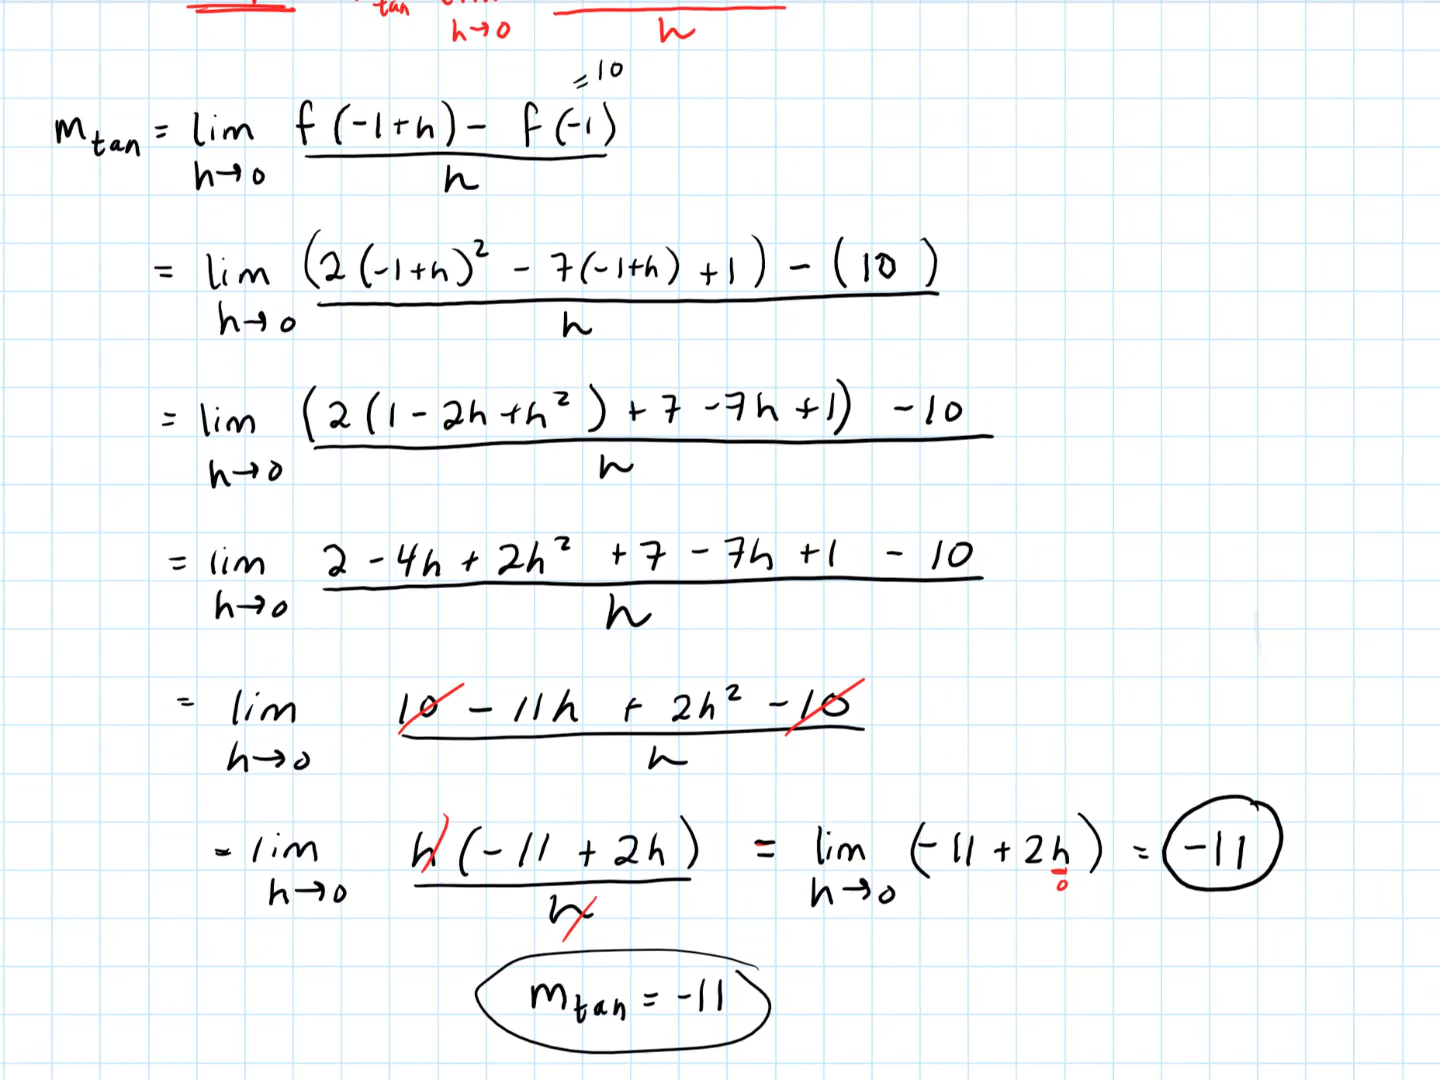 tan
h→0 h
=10
m_tan = lim f(-1+h) - f(-1)
h→0 h
= lim (2(-1+h)² - 7(-1+h) +1) - (10)
h→0 h
= lim (2(1-2h+h²) + 7 -7h +1) -10
h→0 h
= lim 2 -4h + 2h² +7 - 7h +1 - 10
h→0 h
= lim 10 - 11h + 2h² - 10
h→0 h
= lim h(-11 + 2h) = lim (-11 + 2h) = -11
h→0 h h→0 0
m_tan = -11